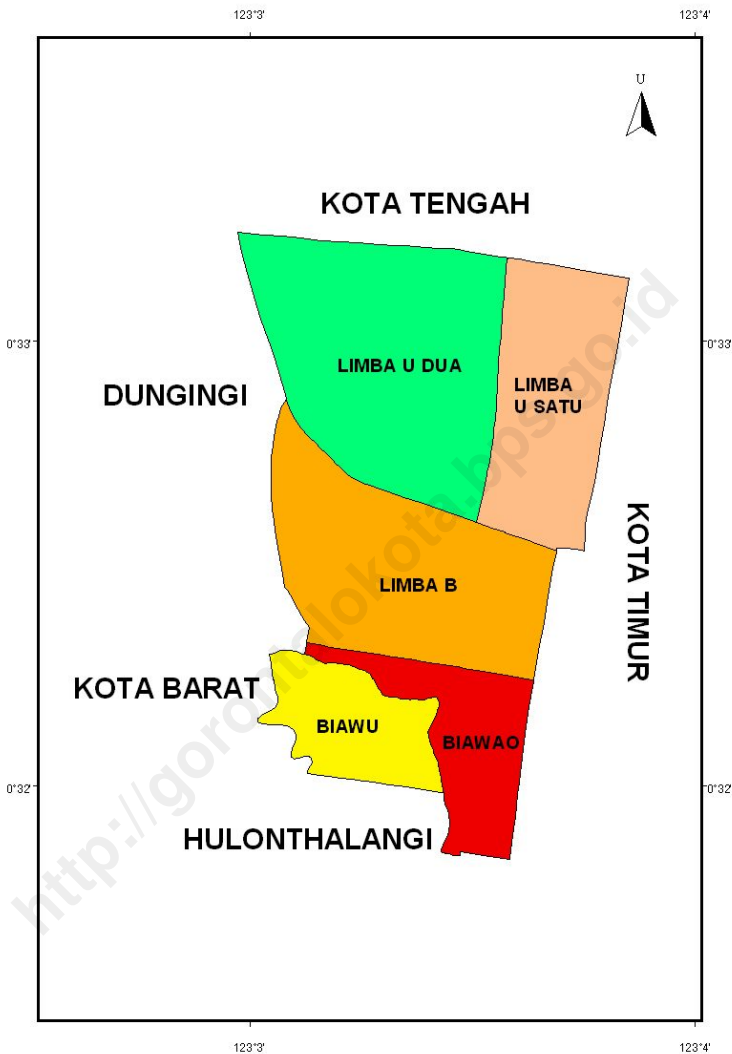 123°3'
123°4'
U
KOTA TENGAH
0°33'
0°33'
LIMBA U DUA
LIMBA
U SATU
DUNGINGI
KOTA TIMUR
LIMBA B
KOTA BARAT
BIAWU
BIAWAO
0°32'
0°32'
HULONTHALANGI
http://gorontalokota.bps.go.id
123°3'
123°4'